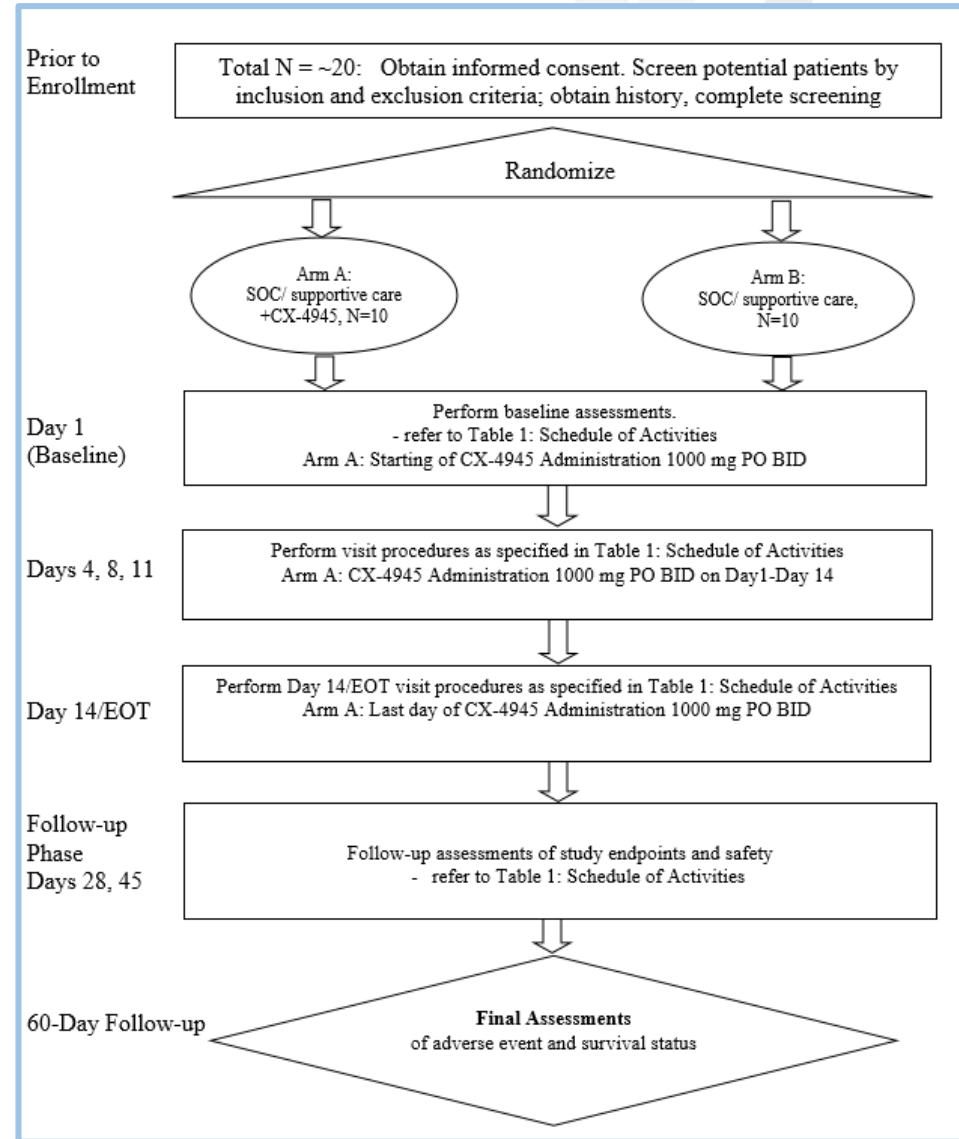 Prior to
Enrollment
Total N = ~20: Obtain informed consent. Screen potential patients by
inclusion and exclusion criteria; obtain history, complete screening
Randomize
Arm A:
SOC/ supportive care
+CX-4945, N=10
Arm B:
SOC/ supportive care,
N=10
Day 1
(Baseline)
Perform baseline assessments.
- refer to Table 1: Schedule of Activities
Arm A: Starting of CX-4945 Administration 1000 mg PO BID
Days 4, 8, 11
Perform visit procedures as specified in Table 1: Schedule of Activities
Arm A: CX-4945 Administration 1000 mg PO BID on Day1-Day 14
Day 14/EOT
Perform Day 14/EOT visit procedures as specified in Table 1: Schedule of Activities
Arm A: Last day of CX-4945 Administration 1000 mg PO BID
Follow-up
Phase
Days 28, 45
Follow-up assessments of study endpoints and safety
- refer to Table 1: Schedule of Activities
60-Day Follow-up
Final Assessments
of adverse event and survival status